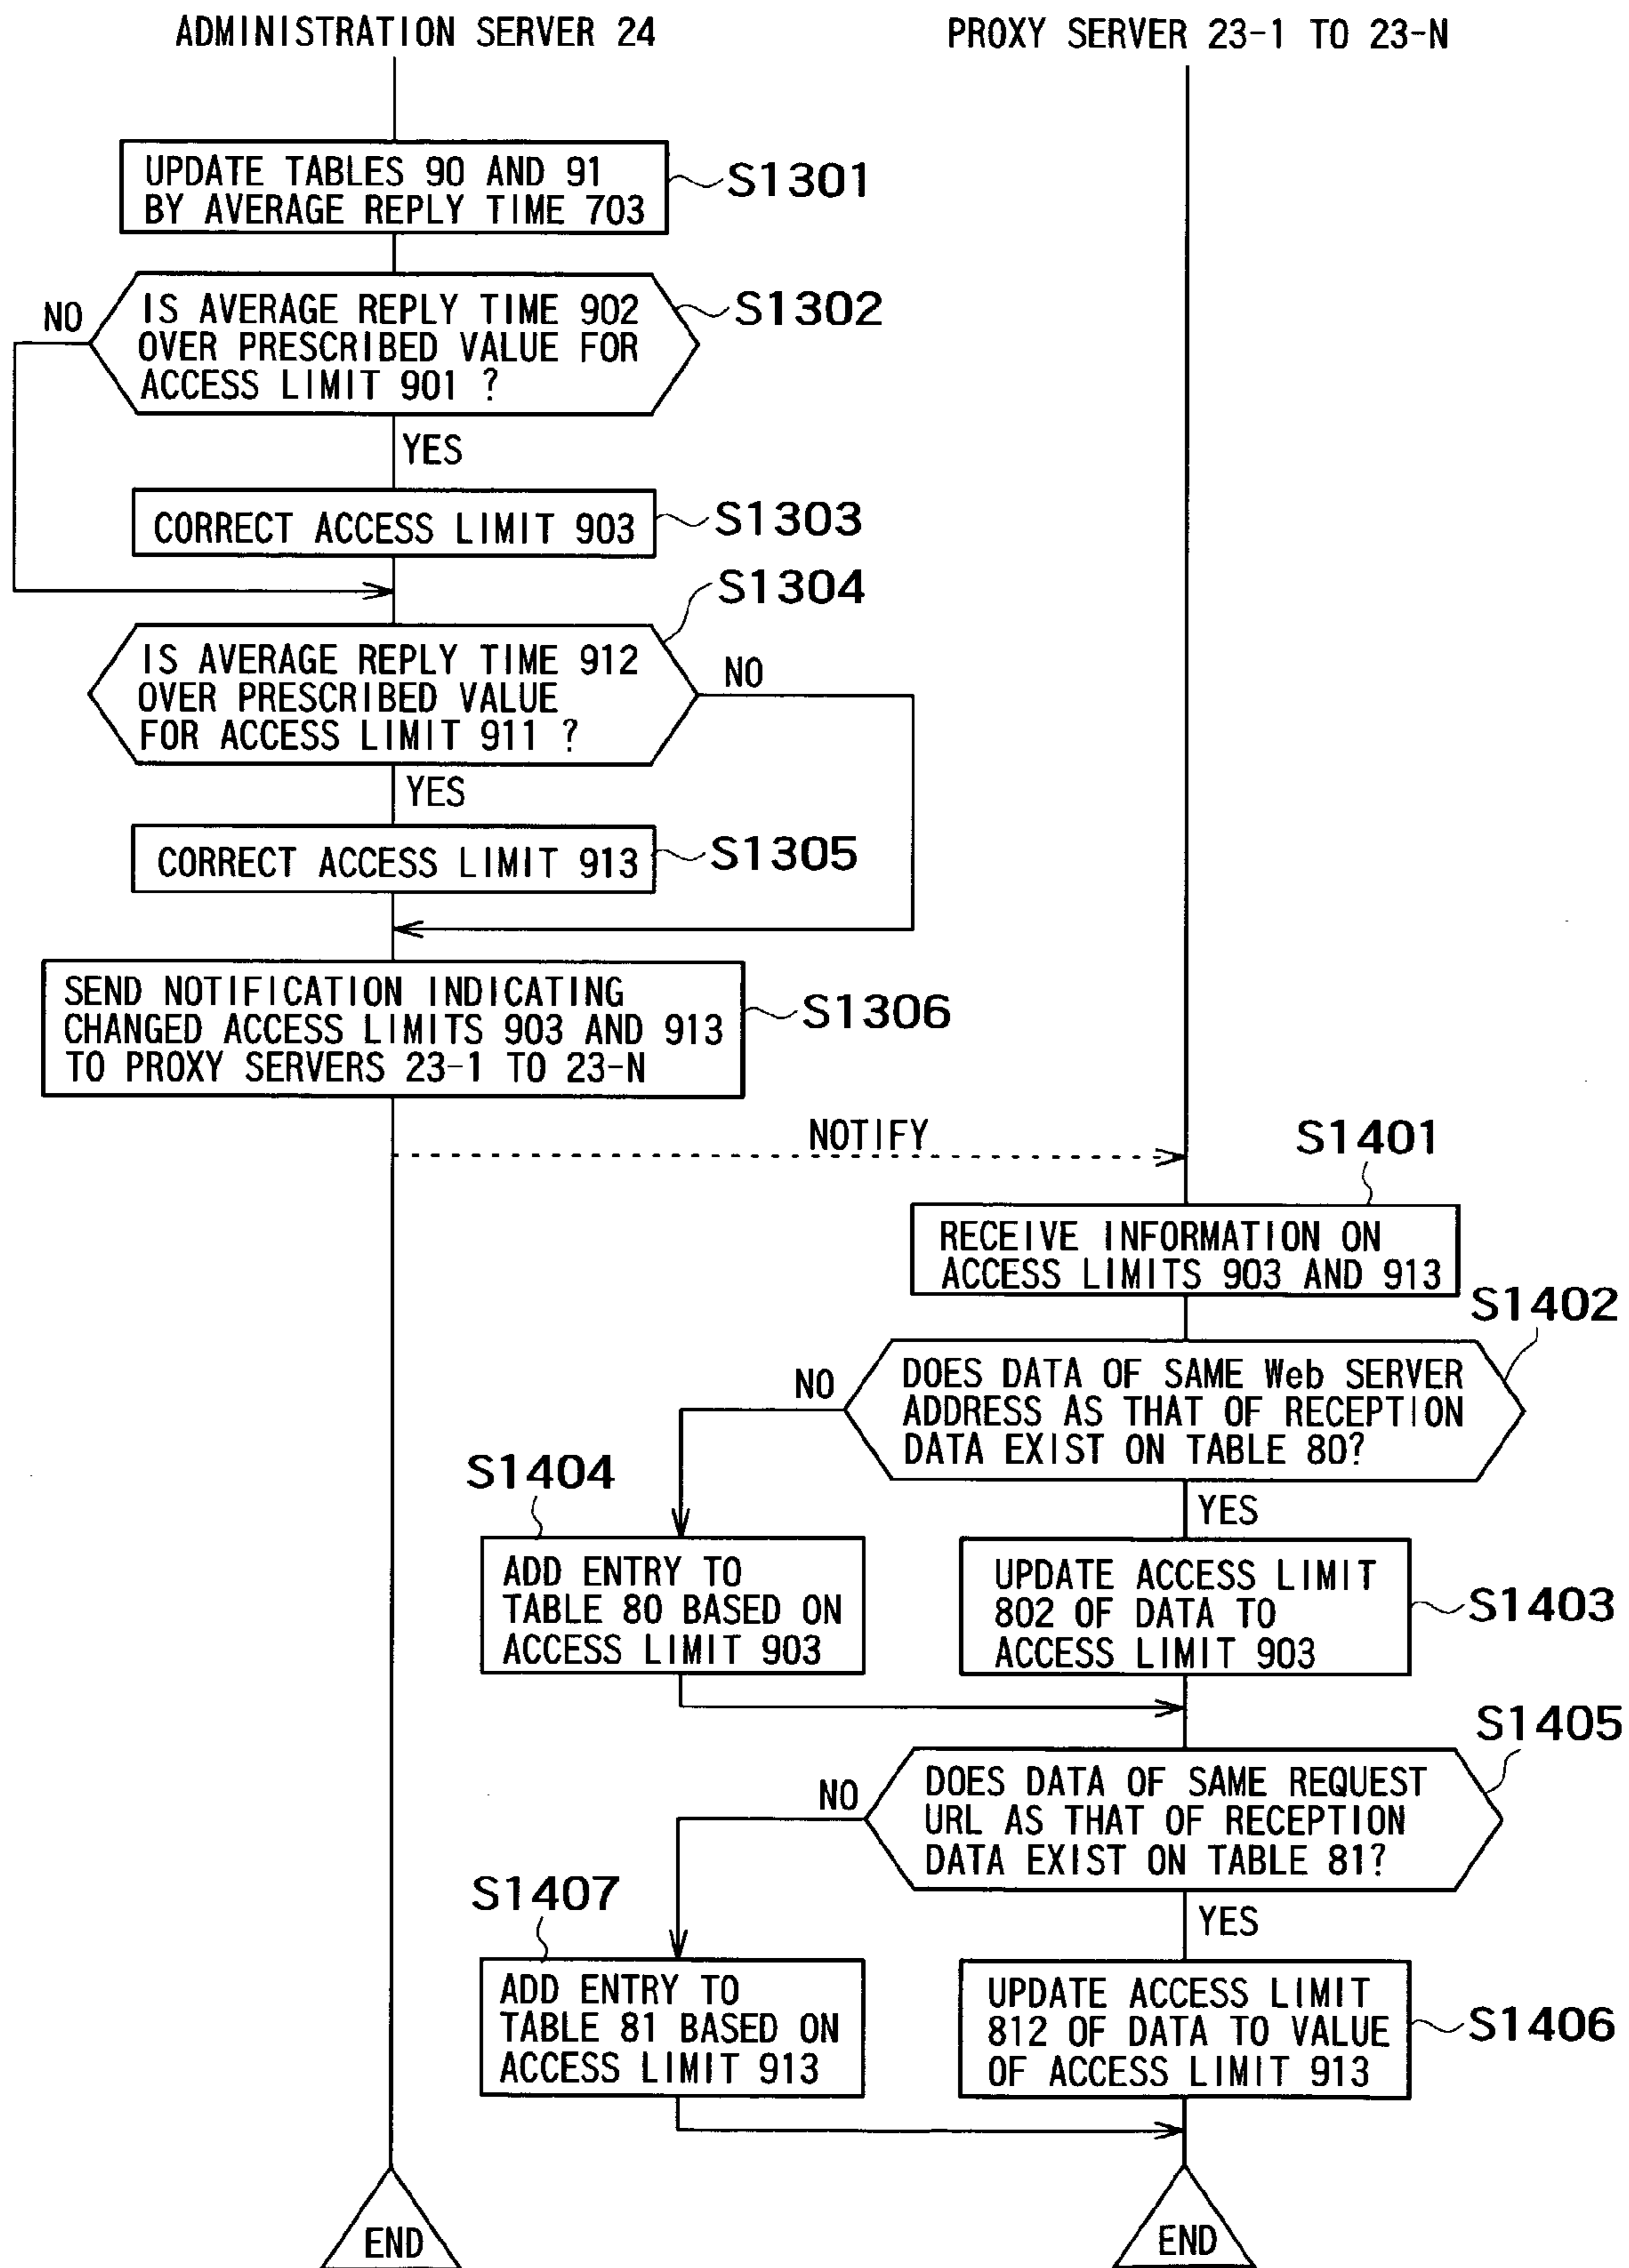 ADMINISTRATION SERVER 24
PROXY SERVER 23-1 TO 23-N
UPDATE TABLES 90 AND 91
BY AVERAGE REPLY TIME 703
S1301
IS AVERAGE REPLY TIME 902
OVER PRESCRIBED VALUE FOR
ACCESS LIMIT 901 ?
S1302
NO
YES
CORRECT ACCESS LIMIT 903
S1303
S1304
IS AVERAGE REPLY TIME 912
OVER PRESCRIBED VALUE
FOR ACCESS LIMIT 911 ?
NO
YES
CORRECT ACCESS LIMIT 913
S1305
SEND NOTIFICATION INDICATING
CHANGED ACCESS LIMITS 903 AND 913
TO PROXY SERVERS 23-1 TO 23-N
S1306
NOTIFY
S1401
RECEIVE INFORMATION ON
ACCESS LIMITS 903 AND 913
S1402
DOES DATA OF SAME Web SERVER
ADDRESS AS THAT OF RECEPTION
DATA EXIST ON TABLE 80?
NO
YES
S1404
ADD ENTRY TO
TABLE 80 BASED ON
ACCESS LIMIT 903
UPDATE ACCESS LIMIT
802 OF DATA TO
ACCESS LIMIT 903
S1403
S1405
DOES DATA OF SAME REQUEST
URL AS THAT OF RECEPTION
DATA EXIST ON TABLE 81?
NO
YES
S1407
ADD ENTRY TO
TABLE 81 BASED ON
ACCESS LIMIT 913
UPDATE ACCESS LIMIT
812 OF DATA TO VALUE
OF ACCESS LIMIT 913
S1406
END
END